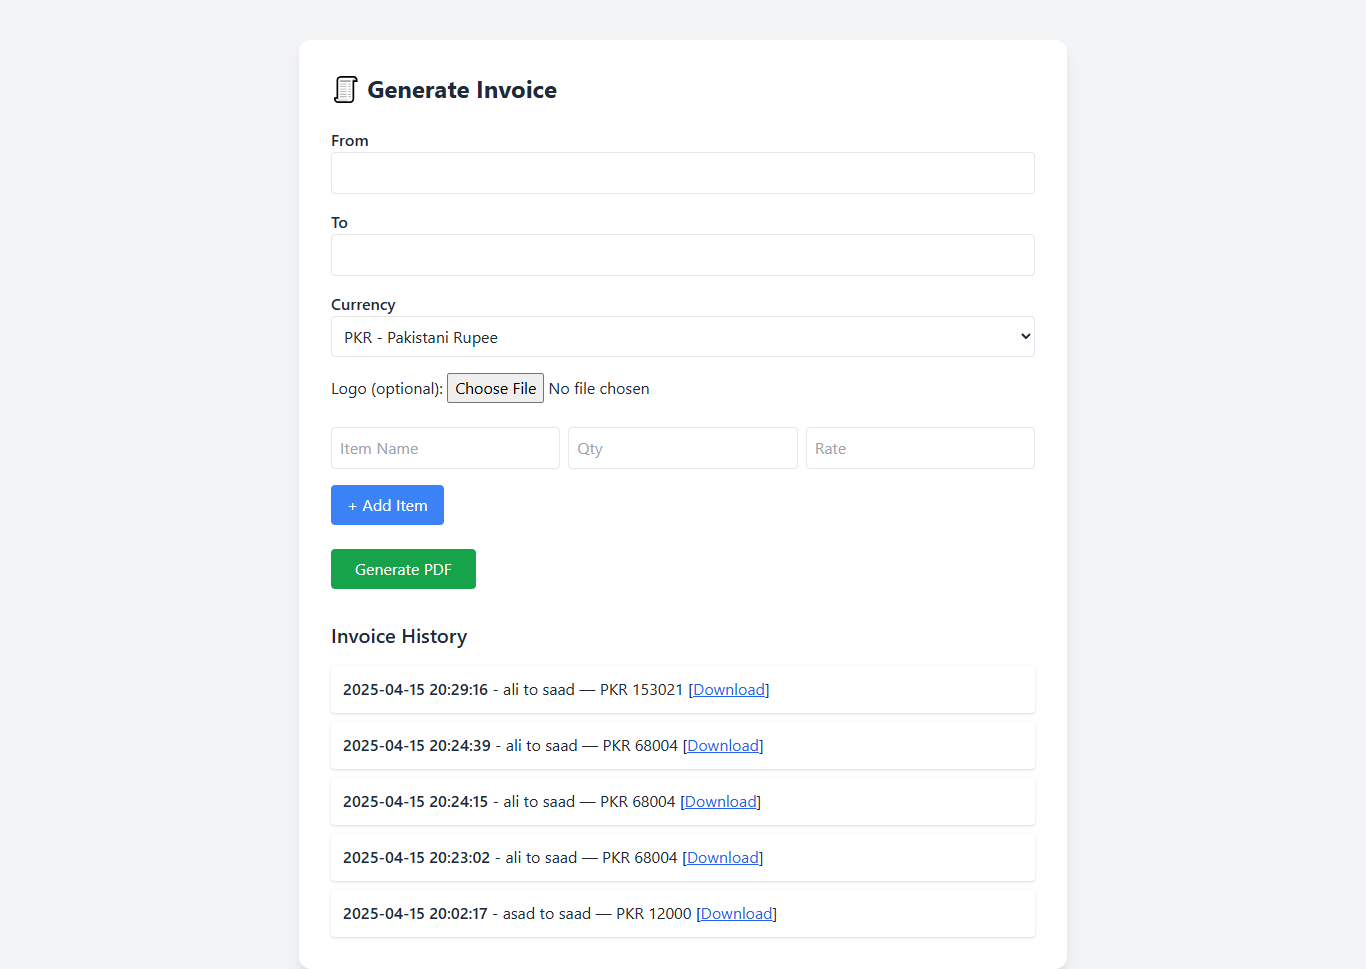 Generate Invoice
From
To
Currency
PKR - Pakistani Rupee
Logo (optional): Choose File No file chosen
Item Name Qty Rate
+ Add Item
Generate PDF
Invoice History
2025-04-15 20:29:16 - ali to saad — PKR 153021 [Download]
2025-04-15 20:24:39 - ali to saad — PKR 68004 [Download]
2025-04-15 20:24:15 - ali to saad — PKR 68004 [Download]
2025-04-15 20:23:02 - ali to saad — PKR 68004 [Download]
2025-04-15 20:02:17 - asad to saad — PKR 12000 [Download]